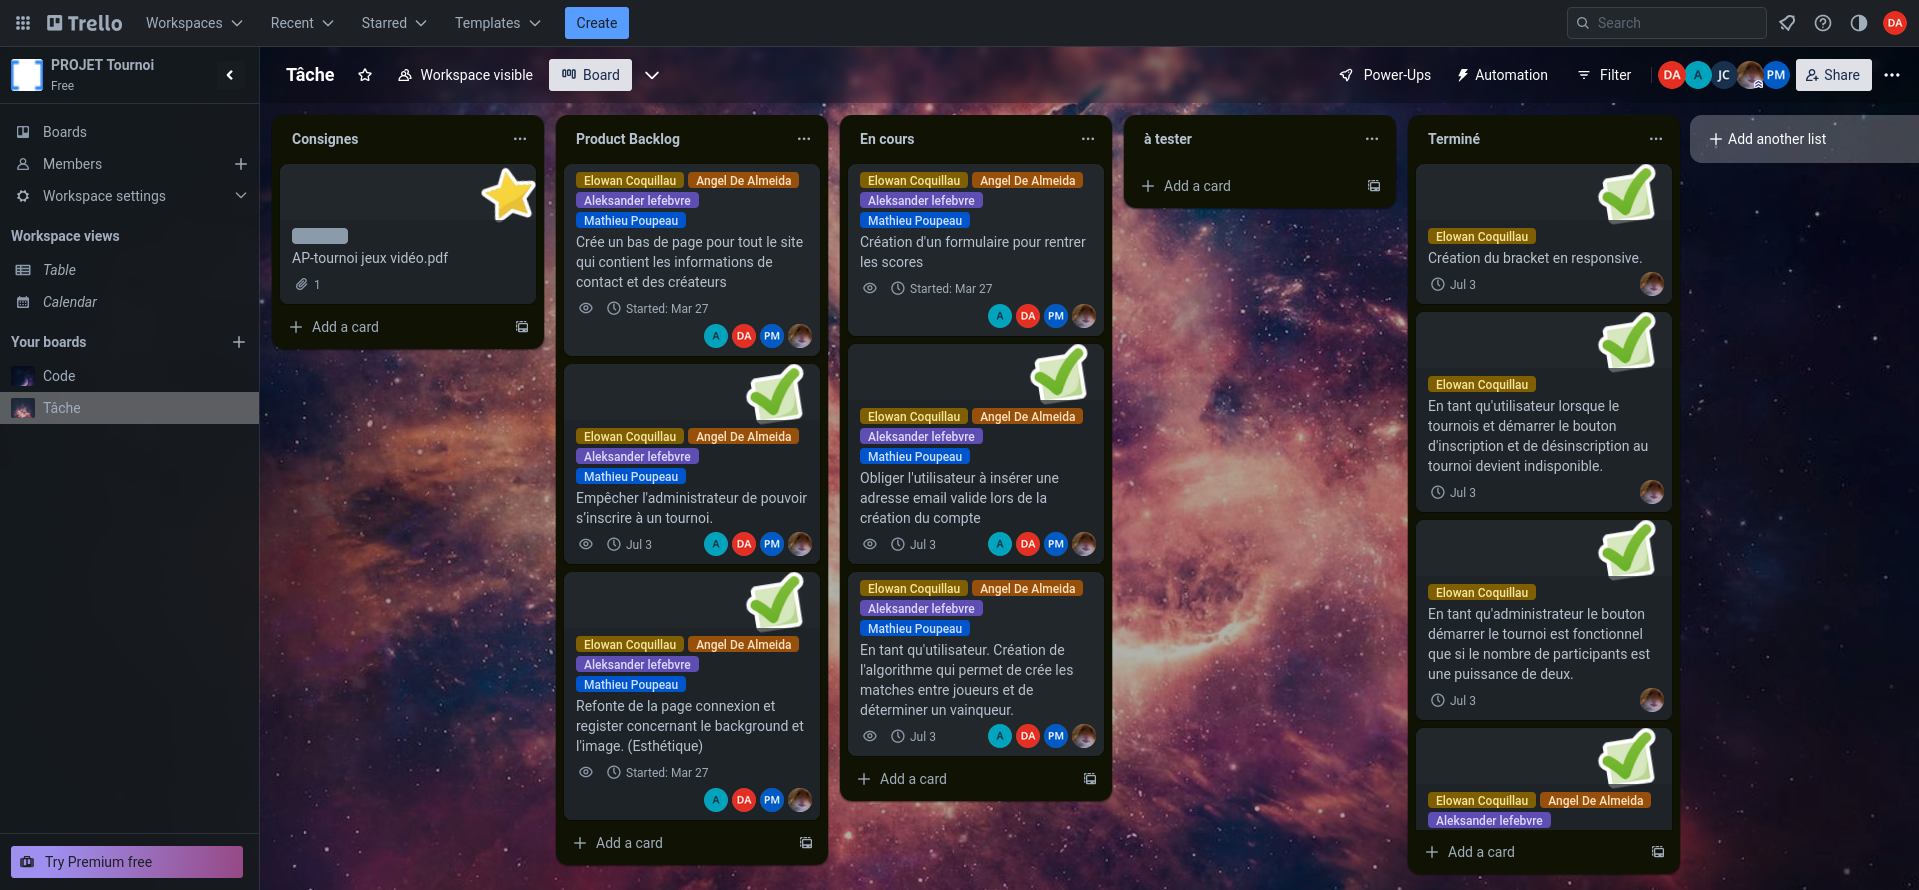 Trello
Workspaces
Recent
Starred
Templates
Create
Search
DA
PROJET Tournoi
Free
Boards
Members
Workspace settings
Workspace views
Table
Calendar
Your boards
Code
Tâche
Try Premium free
Tâche
Workspace visible
Board
Power-Ups
Automation
Filter
DA A JC PM
Share
Consignes
AP-tournoi jeux vidéo.pdf
1
Add a card
Product Backlog
Elowan Coquillau Angel De Almeida
Aleksander lefebvre
Mathieu Poupeau
Crée un bas de page pour tout le site
qui contient les informations de
contact et des créateurs
Started: Mar 27
A DA PM
Elowan Coquillau Angel De Almeida
Aleksander lefebvre
Mathieu Poupeau
Empêcher l'administrateur de pouvoir
s'inscrire à un tournoi.
Jul 3 A DA PM
Elowan Coquillau Angel De Almeida
Aleksander lefebvre
Mathieu Poupeau
Refonte de la page connexion et
register concernant le background et
l'image. (Esthétique)
Started: Mar 27
A DA PM
Add a card
En cours
Elowan Coquillau Angel De Almeida
Aleksander lefebvre
Mathieu Poupeau
Création d'un formulaire pour rentrer
les scores
Started: Mar 27
A DA PM
Elowan Coquillau Angel De Almeida
Aleksander lefebvre
Mathieu Poupeau
Obliger l'utilisateur à insérer une
adresse email valide lors de la
création du compte
Jul 3 A DA PM
Elowan Coquillau Angel De Almeida
Aleksander lefebvre
Mathieu Poupeau
En tant qu'utilisateur. Création de
l'algorithme qui permet de crée les
matches entre joueurs et de
déterminer un vainqueur.
Jul 3 A DA PM
Add a card
à tester
Add a card
Terminé
Elowan Coquillau
Création du bracket en responsive.
Jul 3
Elowan Coquillau
En tant qu'utilisateur lorsque le
tournois et démarrer le bouton
d'inscription et de désinscription au
tournoi devient indisponible.
Jul 3
Elowan Coquillau
En tant qu'administrateur le bouton
démarrer le tournoi est fonctionnel
que si le nombre de participants est
une puissance de deux.
Jul 3
Elowan Coquillau Angel De Almeida
Aleksander lefebvre
Add a card
Add another list